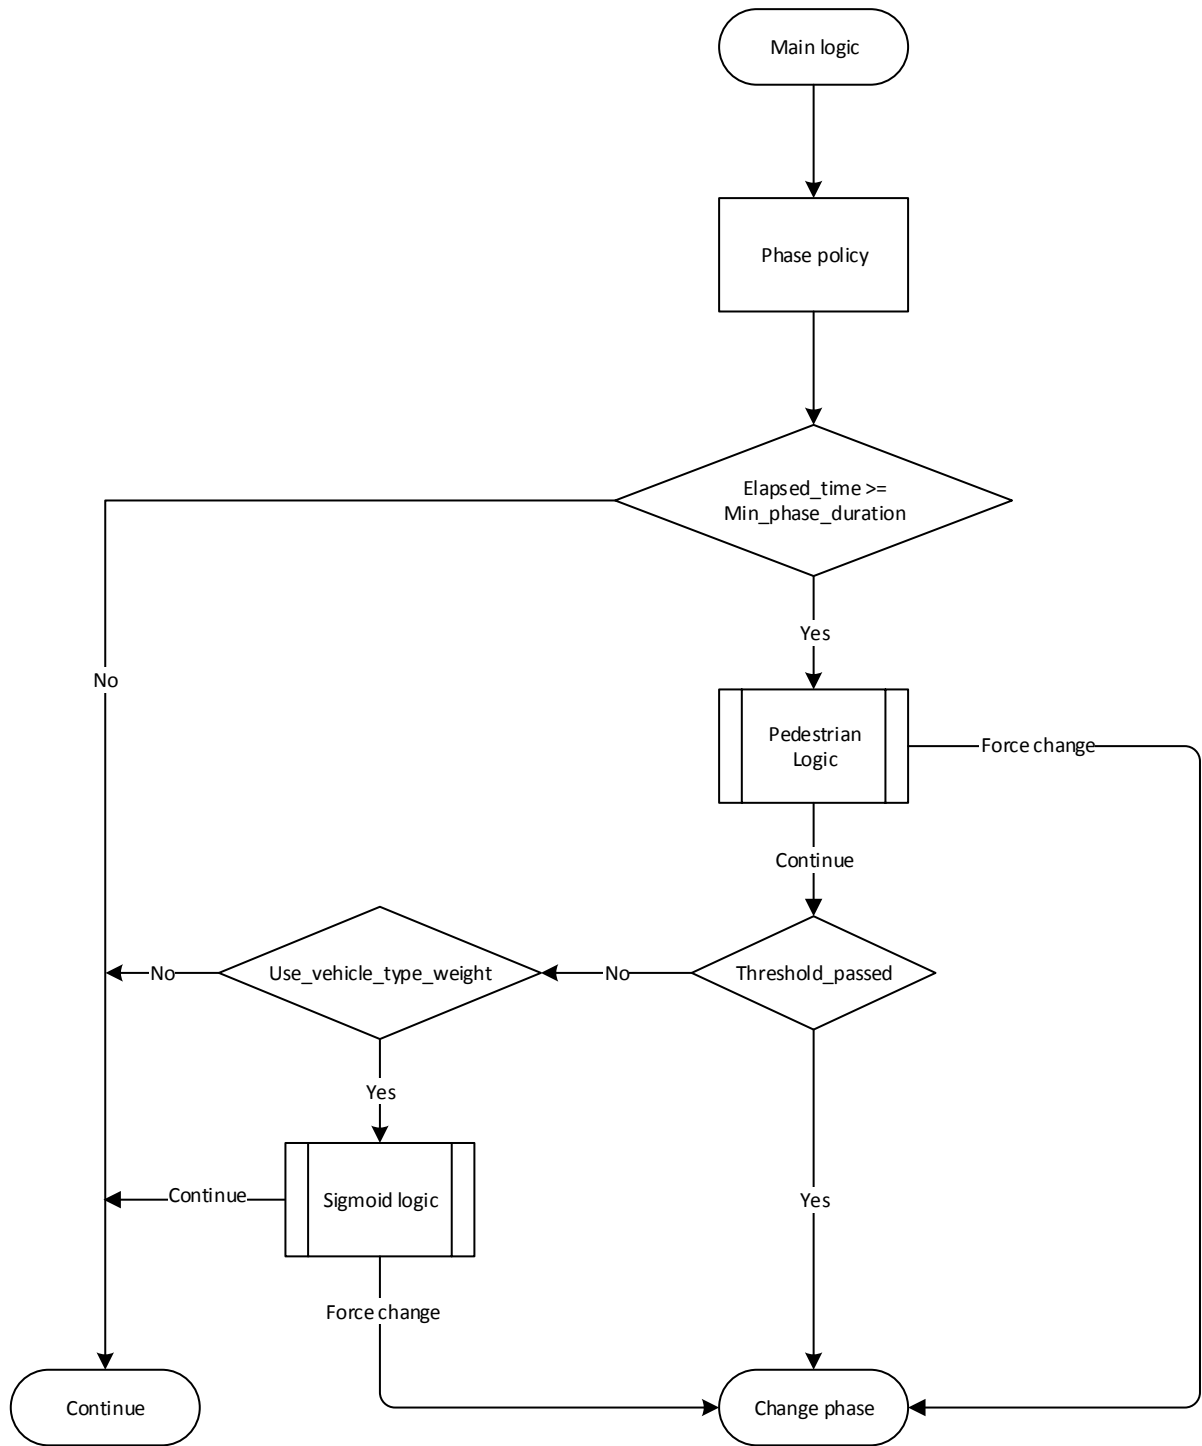 Main logic
Phase policy
Elapsed_time >=
Min_phase_duration
Yes
No
Pedestrian
Logic
Force change
Continue
No
Use_vehicle_type_weight
No
Threshold_passed
Yes
Continue
Sigmoid logic
Yes
Force change
Continue
Change phase